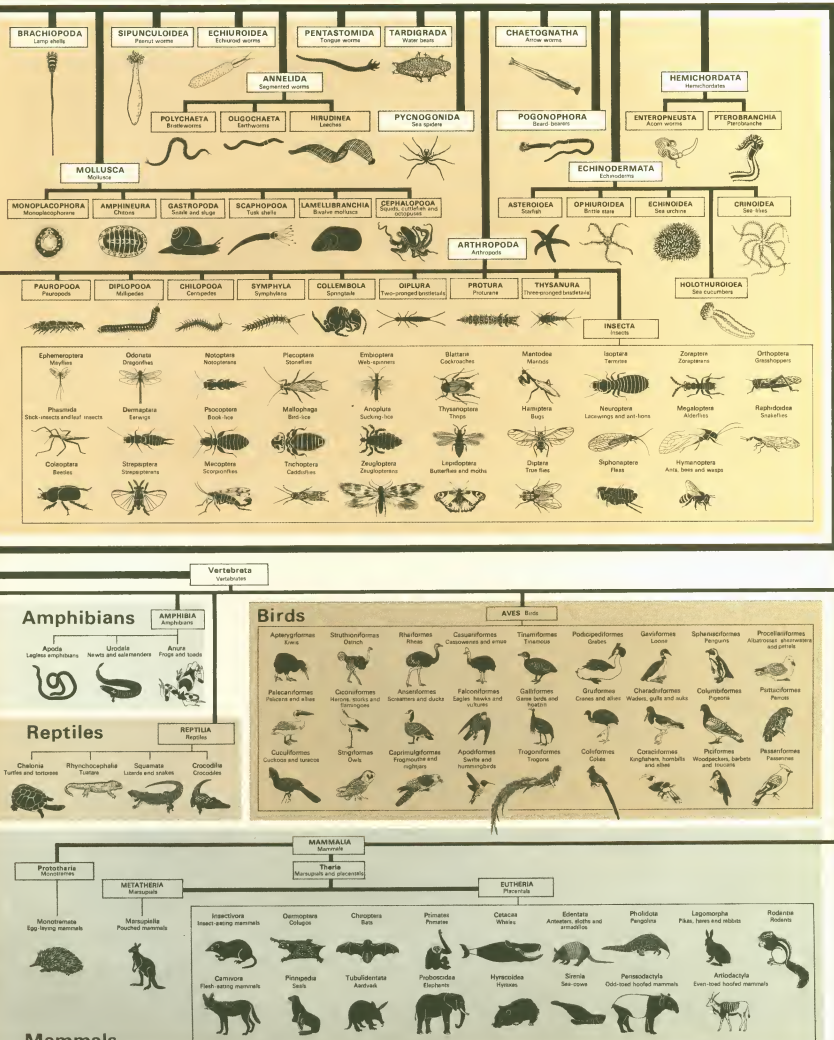 BRACHIOPODA
Lamp shells
SIPUNCULOIDEA
Peanut worms
ECHIUROIDEA
Echiuroid worms
PENTASTOMIDA
Tongue worms
TARDIGRADA
Water bears
CHAETOGNATHA
Arrow worms
HEMICHORDATA
Hemichordates
ANNELIDA
Segmented worms
POLYCHAETA
Bristleworms
OLIGOCHAETA
Earthworms
HIRUDINEA
Leeches
PYCNOGONIDA
Sea spiders
POGONOPHORA
Beard-bearers
ENTEROPNEUSTA
Acorn worms
PTEROBRANCHIA
Pterobranchs
MOLLUSCA
Molluscs
ECHINODERMATA
Echinoderms
MONOPLACOPHORA
Monoplacophorans
AMPHINEURA
Chitons
GASTROPODA
Snails and slugs
SCAPHOPODA
Tusk shells
LAMELLIBRANCHIA
Bivalve molluscs
CEPHALOPODA
Squids, cuttlefish and
octopuses
ASTEROIDEA
Starfish
OPHIUROIDEA
Brittle stars
ECHINOIDEA
Sea urchins
CRINOIDEA
Sea-lilies
ARTHROPODA
Arthropods
PAUROPODA
Pauropods
DIPLOPODA
Millipedes
CHILOPODA
Centipedes
SYMPHYLA
Symphylans
COLLEMBOLA
Springtails
DIPLURA
Two-pronged bristletails
PROTURA
Proturans
THYSANURA
Three-pronged bristletails
HOLOTHUROIDEA
Sea cucumbers
INSECTA
Insects
Ephemeroptera
Mayflies
Odonata
Dragonflies
Notoptera
Notopterans
Plecoptera
Stoneflies
Embioptera
Web-spinners
Blattaria
Cockroaches
Mantodea
Mantids
Isoptera
Termites
Zoraptera
Zorapterans
Orthoptera
Grasshoppers
Phasmida
Stick-insects and leaf insects
Dermaptera
Earwigs
Psocoptera
Book-lice
Mallophaga
Bird-lice
Anoplura
Sucking-lice
Thysanoptera
Thrips
Hemiptera
Bugs
Neuroptera
Lacewings and ant-lions
Megaloptera
Alderflies
Raphidiodea
Snakeflies
Coleoptera
Beetles
Strepsiptera
Strepsipterans
Mecoptera
Scorpionflies
Trichoptera
Caddisflies
Zeugloptera
Zeuglopterans
Lepidoptera
Butterflies and moths
Diptera
True flies
Siphonaptera
Fleas
Hymenoptera
Ants, bees and wasps
Vertebrata
Vertebrates
Amphibians
AMPHIBIA
Amphibians
Apoda
Legless amphibians
Urodela
Newts and salamanders
Anura
Frogs and toads
Reptiles
REPTILIA
Reptiles
Chelonia
Turtles and tortoises
Rhynchocephalia
Tuatara
Squamata
Lizards and snakes
Crocodilia
Crocodiles
Birds
AVES Birds
Apterygiformes
Kiwis
Struthioniformes
Ostrich
Rheiformes
Rheas
Casuariiformes
Cassowaries and emus
Tinamiformes
Tinamous
Podicipediformes
Grebes
Gaviiformes
Loons
Sphenisciformes
Penguins
Procellariiformes
Albatrosses, shearwaters
and petrels
Pelecaniformes
Pelicans and allies
Ciconiiformes
Herons, storks and
flamingoes
Anseriformes
Screamers and ducks
Falconiformes
Eagles, hawks and
vultures
Galliformes
Game birds and
hoatzin
Gruiformes
Cranes and allies
Charadriiformes
Waders, gulls and auks
Columbiformes
Pigeons
Psittaciformes
Parrots
Cuculiformes
Cuckoos and turacos
Strigiformes
Owls
Caprimulgiformes
Frogmouths and
nightjars
Apodiformes
Swifts and
hummingbirds
Trogoniformes
Trogons
Coliiformes
Colies
Coraciiformes
Kingfishers, hornbills
and allies
Piciformes
Woodpeckers, barbets
and toucans
Passeriformes
Passerines
MAMMALIA
Mammals
Prototheria
Monotremes
Theria
Marsupials and placentals
METATHERIA
Marsupials
EUTHERIA
Placentals
Monotremata
Egg-laying mammals
Marsupialia
Pouched mammals
Insectivora
Insect-eating mammals
Dermoptera
Colugos
Chiroptera
Bats
Primates
Primates
Cetacea
Whales
Edentata
Anteaters, sloths and
armadillos
Pholidota
Pangolins
Lagomorpha
Pikas, hares and rabbits
Rodentia
Rodents
Carnivora
Flesh-eating mammals
Pinnipedia
Seals
Tubulidentata
Aardvark
Proboscidea
Elephants
Hyracoidea
Hyraxes
Sirenia
Sea-cows
Perissodactyla
Odd-toed hoofed mammals
Artiodactyla
Even-toed hoofed mammals
Mammals